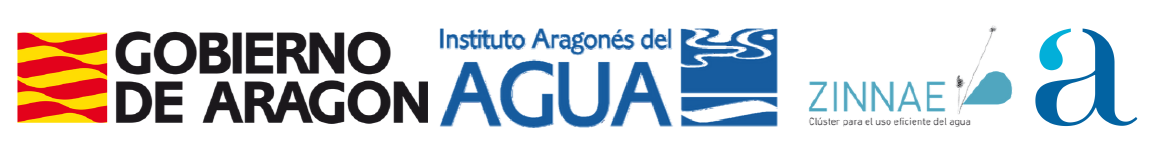 GOBIERNO
DE ARAGON
Instituto Aragonés del
AGUA
ZINNAE
Clúster para el uso eficiente del agua
a